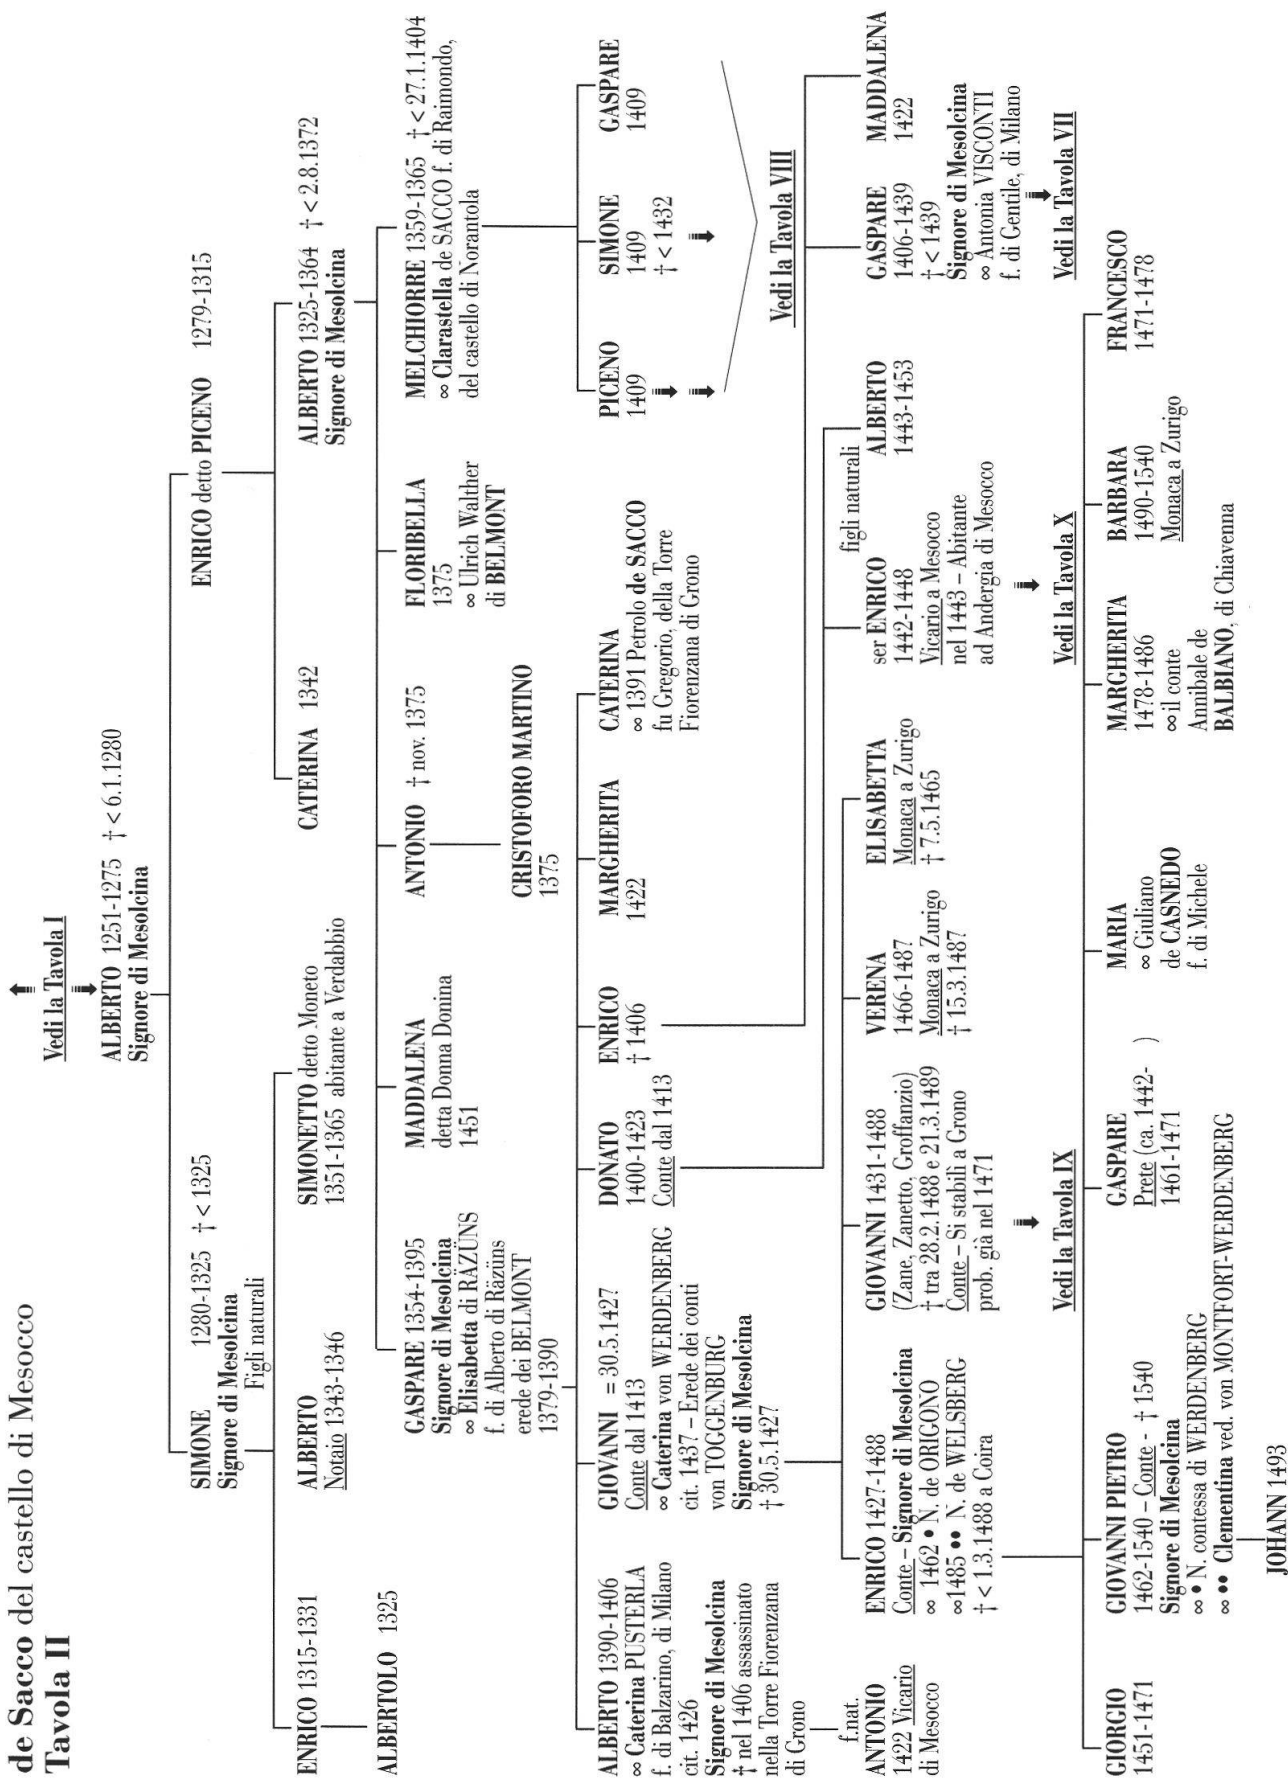 de Sacco del castello di Mesocco
Tavola II
Vedi la Tavola I
ALBERTO 1251-1275 † < 6.1.1280
Signore di Mesolcina
SIMONE 1280-1325 † < 1325
Signore di Mesolcina
Figli naturali
ENRICO detto PICENO 1279-1315
ENRICO 1315-1331
ALBERTO
Notaio 1343-1346
SIMONETTO detto Moneto
1351-1365 abitante a Verdabbio
CATERINA 1342
ALBERTO 1325-1364 † < 2.8.1372
Signore di Mesolcina
ALBERTOLO 1325
GASPARE 1354-1395
Signore di Mesolcina
∞ Elisabetta di RÄZÜNS
f. di Alberto di Räzüns
erede dei BELMONT
1379-1390
MADDALENA
detta Donna Donina
1451
ANTONIO † nov. 1375
FLORIBELLA
1375
∞ Ulrich Walther
di BELMONT
MELCHIORRE 1359-1365 † < 27.1.1404
∞ Clarastella de SACCO f. di Raimondo,
del castello di Norantola
CRISTOFORO MARTINO
1375
ALBERTO 1390-1406
∞ Caterina PUSTERLA
f. di Balzarino, di Milano
cit. 1426
Signore di Mesolcina
† nel 1406 assassinato
nella Torre Fiorenzana
di Grono
GIOVANNI = 30.5.1427
Conte dal 1413
∞ Caterina von WERDENBERG
cit. 1437 – Erede dei conti
von TOGGENBURG
Signore di Mesolcina
† 30.5.1427
DONATO
1400-1423
Conte dal 1413
ENRICO
† 1406
MARGHERITA
1422
CATERINA
∞ 1391 Petrolo de SACCO
fu Gregorio, della Torre
Fiorenzana di Grono
PICENO
1409
SIMONE
1409
† < 1432
GASPARE
1409
Vedi la Tavola VIII
f.nat.
figli naturali
ANTONIO
1422 Vicario
di Mesocco
ENRICO 1427-1488
Conte – Signore di Mesolcina
∞ 1462 • N. de ORIGONO
∞1485 •• N. de WELSBERG
† < 1.3.1488 a Coira
GIOVANNI 1431-1488
(Zane, Zanetto, Groffanzio)
† tra 28.2.1488 e 21.3.1489
Conte – Si stabilì a Grono
prob. già nel 1471
VERENA
1466-1487
Monaca a Zurigo
† 15.3.1487
ELISABETTA
Monaca a Zurigo
† 7.5.1465
ser ENRICO
1442-1448
Vicario a Mesocco
nel 1443 – Abitante
ad Andergia di Mesocco
ALBERTO
1443-1453
GASPARE
1406-1439
† < 1439
Signore di Mesolcina
∞ Antonia VISCONTI
f. di Gentile, di Milano
MADDALENA
1422
Vedi la Tavola IX
Vedi la Tavola X
Vedi la Tavola VII
GIORGIO
1451-1471
GIOVANNI PIETRO
1462-1540 – Conte - † 1540
Signore di Mesolcina
∞ • N. contessa di WERDENBERG
∞ •• Clementina ved. von MONTFORT-WERDENBERG
GASPARE
Prete (ca. 1442- )
1461-1471
MARIA
∞ Giuliano
de CASNEDO
f. di Michele
MARGHERITA
1478-1486
∞ il conte
Annibale de
BALBIANO, di Chiavenna
BARBARA
1490-1540
Monaca a Zurigo
FRANCESCO
1471-1478
JOHANN 1493